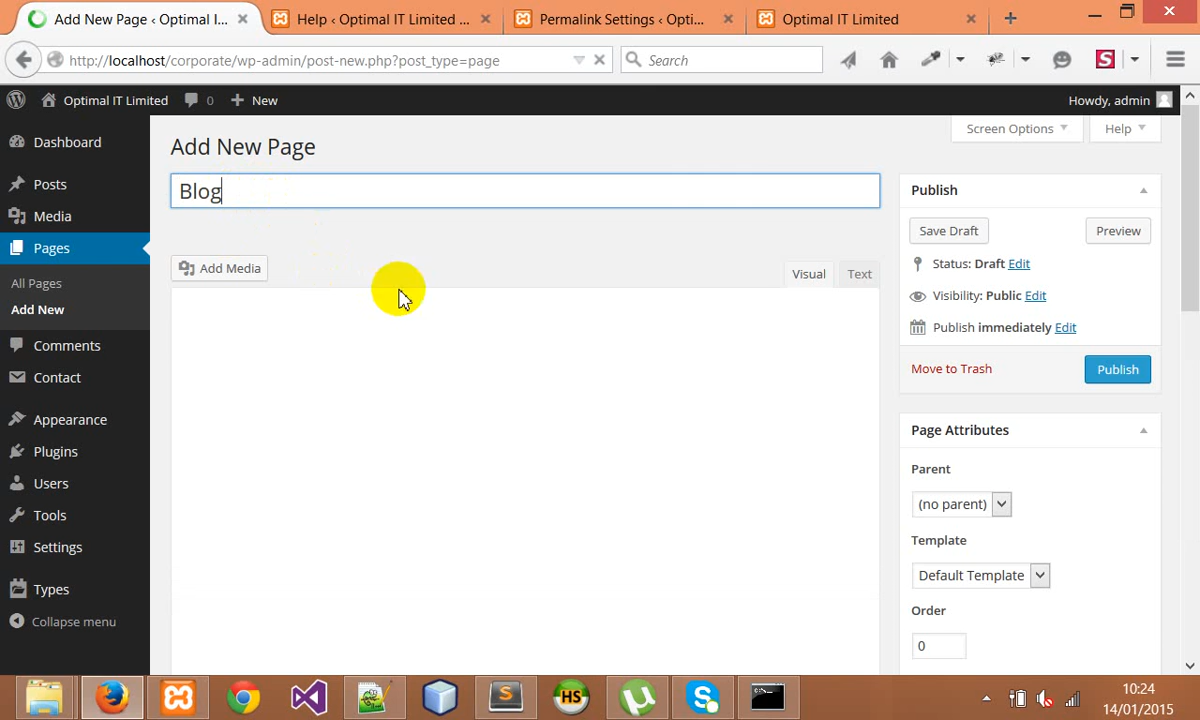 Add New Page ‹ Optimal I...
Help ‹ Optimal IT Limited ...
Permalink Settings ‹ Opti...
Optimal IT Limited
http://localhost/corporate/wp-admin/post-new.php?post_type=page
Search
Optimal IT Limited
0
New
Howdy, admin
Dashboard
Posts
Media
Pages
All Pages
Add New
Comments
Contact
Appearance
Plugins
Users
Tools
Settings
Types
Collapse menu
Screen Options
Help
Add New Page
Blog
Add Media
Visual
Text
Publish
Save Draft
Preview
Status: Draft Edit
Visibility: Public Edit
Publish immediately Edit
Move to Trash
Publish
Page Attributes
Parent
(no parent)
Template
Default Template
Order
0
S
HS
10:24
14/01/2015